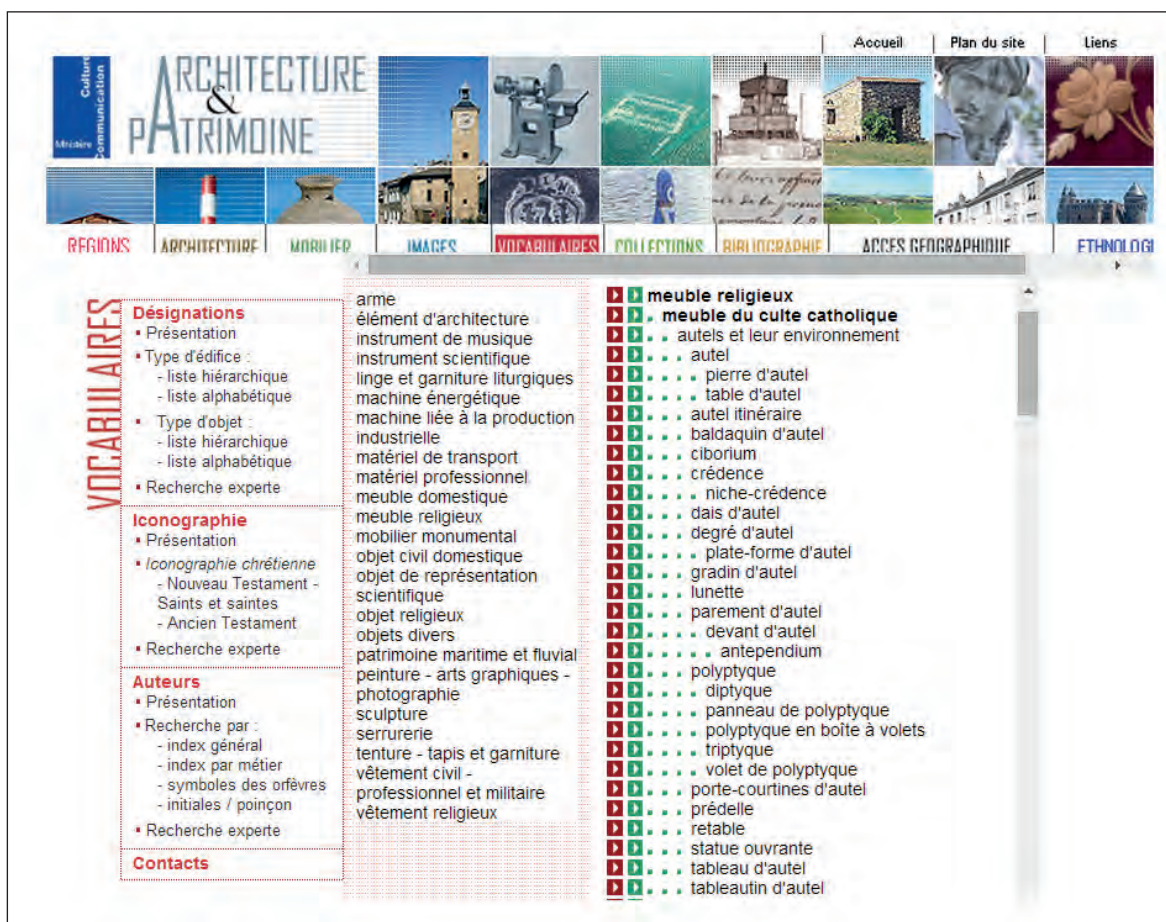 Accueil
Plan du site
Liens
Culture
Communication
Ministère
ARCHITECTURE
&
PATRIMOINE
REGIONS
ARCHITECTURE
MOBILIER
IMAGES
VOCABULAIRES
COLLECTIONS
BIBLIOGRAPHIE
ACCES GEOGRAPHIQUE
ETHNOLOGI
VOCABULAIRES
Désignations
Présentation
Type d'édifice :
- liste hiérarchique
- liste alphabétique
Type d'objet :
- liste hiérarchique
- liste alphabétique
Recherche experte
Iconographie
Présentation
Iconographie chrétienne
- Nouveau Testament -
Saints et saintes
- Ancien Testament
Recherche experte
Auteurs
Présentation
Recherche par :
- index général
- index par métier
- symboles des orfèvres
- initiales / poinçon
Recherche experte
Contacts
arme
élément d'architecture
instrument de musique
instrument scientifique
linge et garniture liturgiques
machine énergétique
machine liée à la production
industrielle
matériel de transport
matériel professionnel
meuble domestique
meuble religieux
mobilier monumental
objet civil domestique
objet de représentation
scientifique
objet religieux
objets divers
patrimoine maritime et fluvial
peinture - arts graphiques -
photographie
sculpture
serrurerie
tenture - tapis et garniture
vêtement civil -
professionnel et militaire
vêtement religieux
meuble religieux
. meuble du culte catholique
. . autels et leur environnement
. . . autel
. . . . pierre d'autel
. . . . table d'autel
. . . autel itinéraire
. . . baldaquin d'autel
. . . ciborium
. . . crédence
. . . . niche-crédence
. . . dais d'autel
. . . degré d'autel
. . . . plate-forme d'autel
. . . gradin d'autel
. . . lunette
. . . parement d'autel
. . . . devant d'autel
. . . . . antependium
. . . polyptyque
. . . . diptyque
. . . . panneau de polyptyque
. . . . polyptyque en boîte à volets
. . . . triptyque
. . . . volet de polyptyque
. . . porte-courtines d'autel
. . . prédelle
. . . retable
. . . statue ouvrante
. . . tableau d'autel
. . . tableautin d'autel